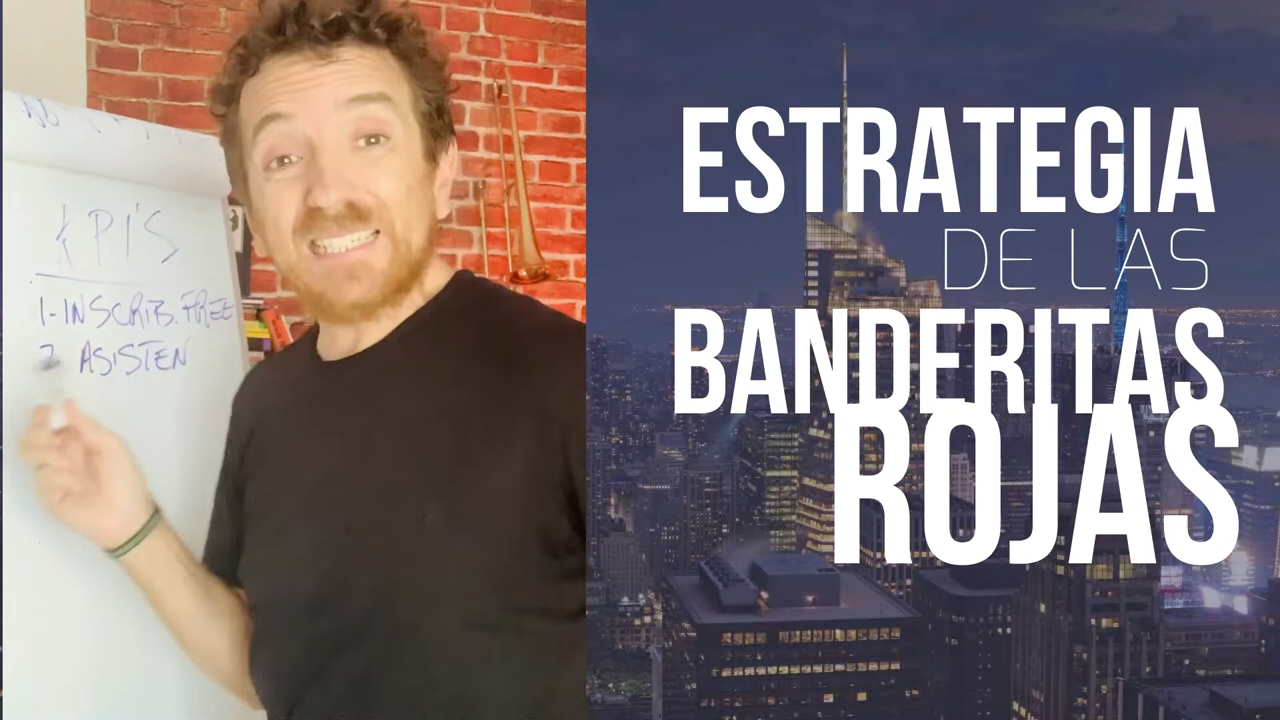 KPI'S
1-INSCRIB. FREE
2 ASISTEN
ESTRATEGIA
DE LAS
BANDERITAS
ROJAS